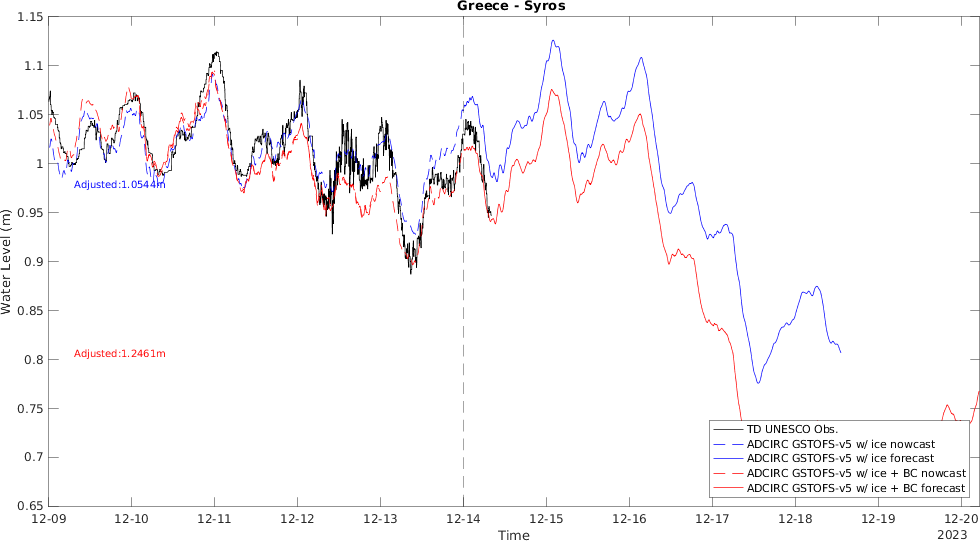 Greece - Syros
1.15
1.1
1.05
1
0.95
0.9
0.85
0.8
0.75
0.7
0.65
Water Level (m)
Adjusted:1.0544m
Adjusted:1.2461m
TD UNESCO Obs.
ADCIRC GSTOFS-v5 w/ ice nowcast
ADCIRC GSTOFS-v5 w/ ice forecast
ADCIRC GSTOFS-v5 w/ ice + BC nowcast
ADCIRC GSTOFS-v5 w/ ice + BC forecast
12-09 12-10 12-11 12-12 12-13 12-14 12-15 12-16 12-17 12-18 12-19 12-20
Time
2023